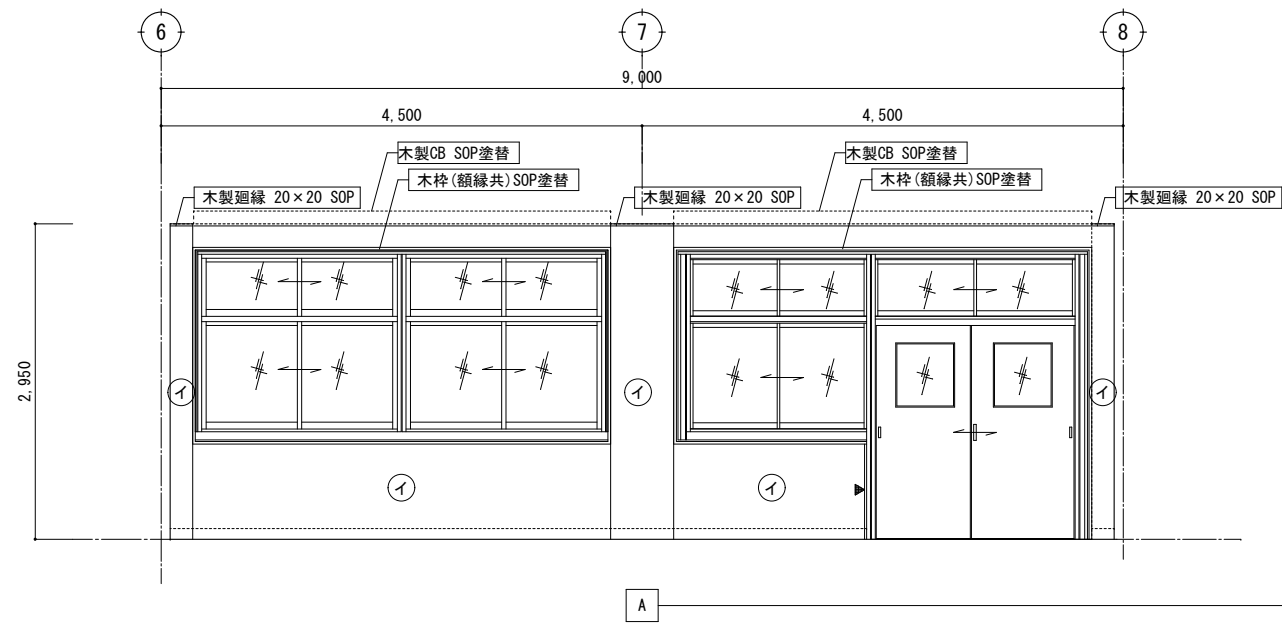 6 7 8
9,000
4,500 4,500
木製CB SOP塗替 木製CB SOP塗替
木枠(額縁共)SOP塗替 木枠(額縁共)SOP塗替
木製廻縁 20×20 SOP 木製廻縁 20×20 SOP 木製廻縁 20×20 SOP
2,950
イ イ イ
イ イ
A